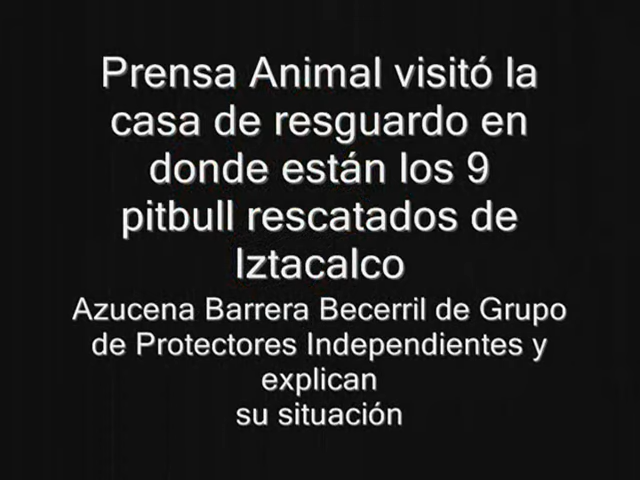 Prensa Animal visitó la
casa de resguardo en
donde están los 9
pitbull rescatados de
Iztacalco
Azucena Barrera Becerril de Grupo
de Protectores Independientes y
explican
su situación